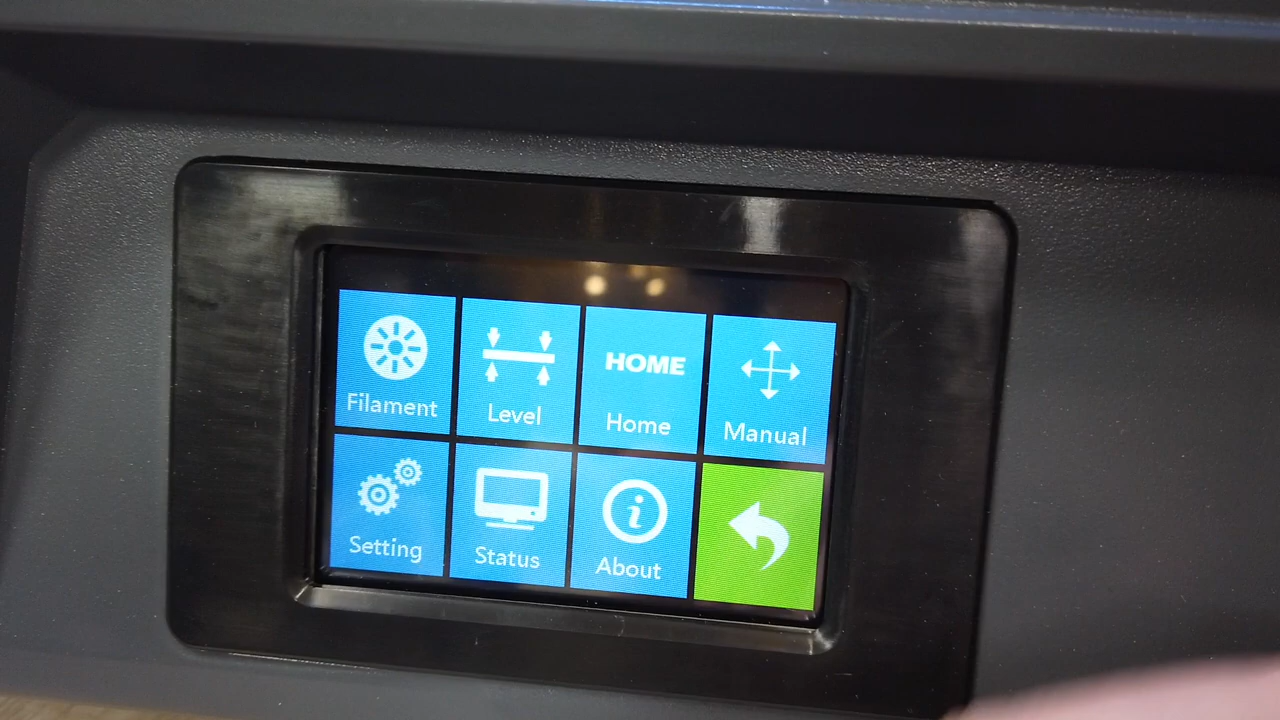 Filament
Level
HOME
Home
Manual
Setting
Status
About